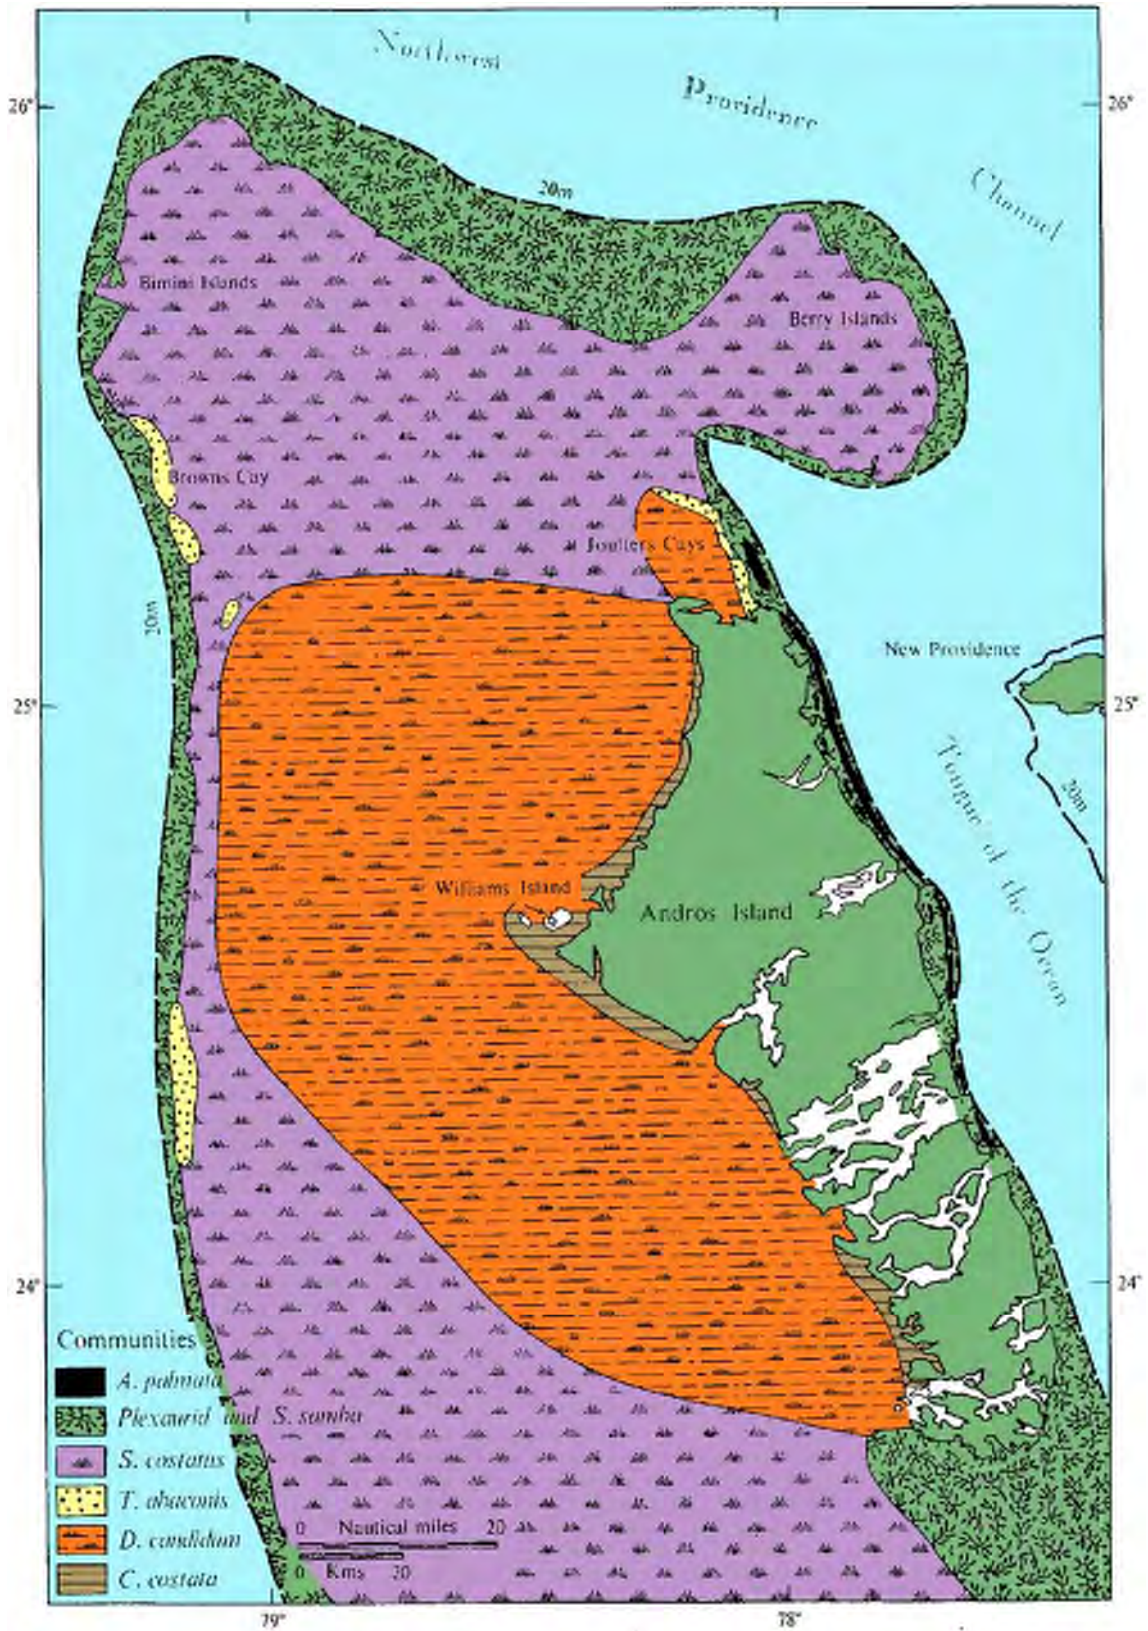 Northwest
Providence
Channel
26°
26°
20m
Bimini Islands
Berry Islands
Browns Cay
Joulters Cays
20m
New Providence
25°
25°
Tongue of the Ocean
20m
Williams Island
Andros Island
24°
24°
Communities
A. palmata
Plexaurid and S. samba
S. costatus
T. abaconis
D. candidum
C. costata
0 Nautical miles 20
0 Kms 20
79°
78°